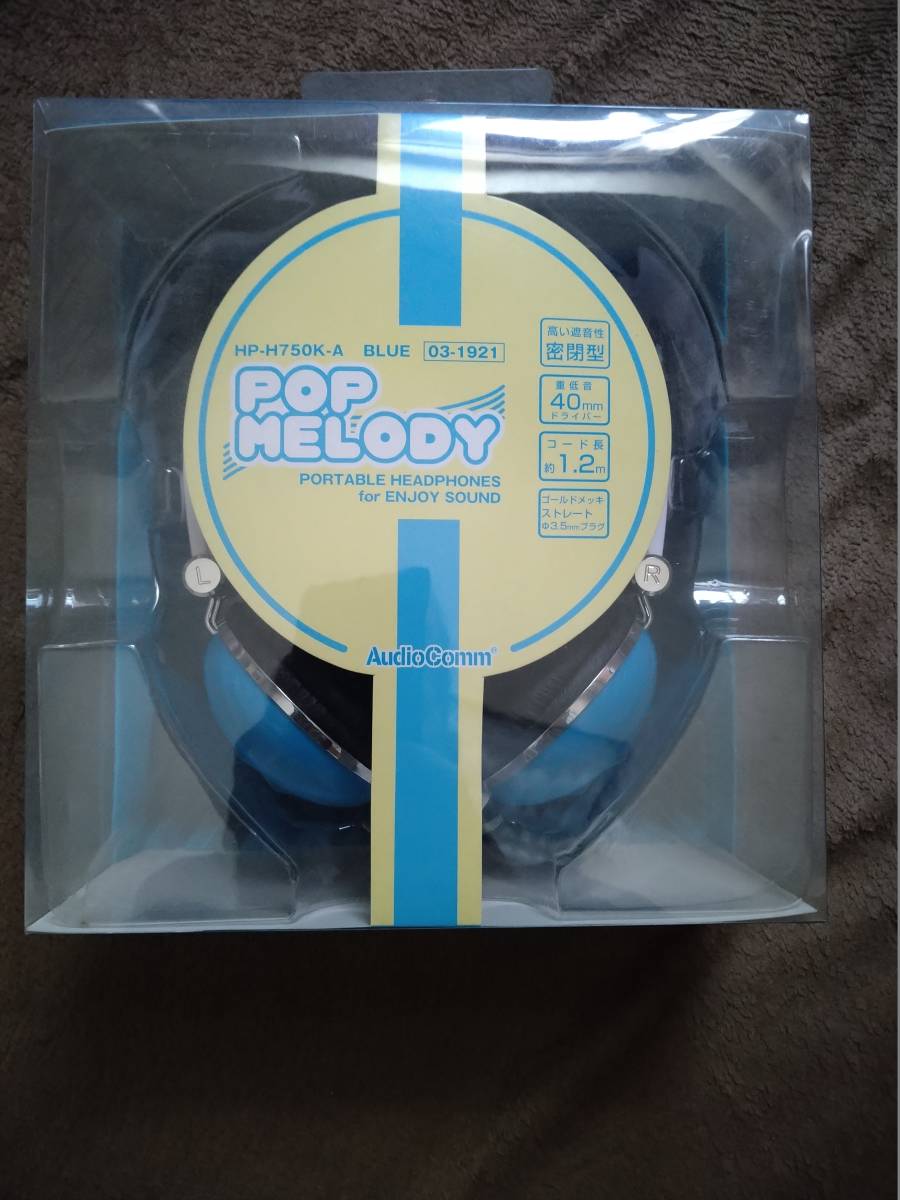 HP-H750K-A BLUE 03-1921
POP
MELODY
PORTABLE HEADPHONES
for ENJOY SOUND
高い遮音性
密閉型
重低音
40mm
ドライバー
コード長
約1.2m
ゴールドメッキ
ストレート
Φ3.5mmプラグ
L
R
AudioComm®